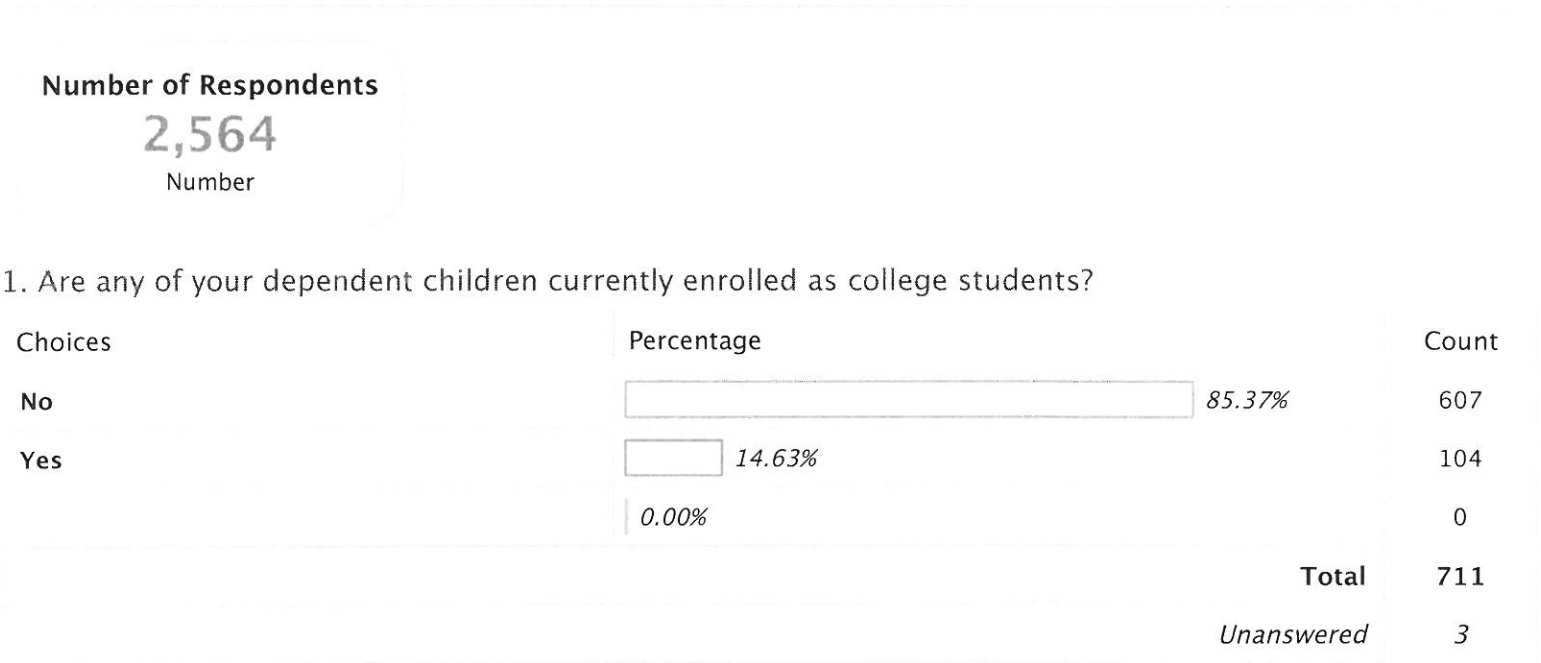 Number of Respondents
2,564
Number
1. Are any of your dependent children currently enrolled as college students?
Choices Percentage Count
No 85.37% 607
Yes 14.63% 104
0.00% 0
Total 711
Unanswered 3